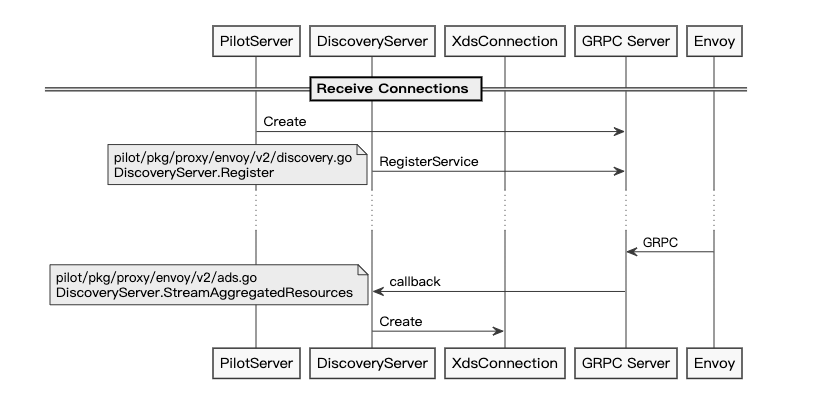 PilotServer DiscoveryServer XdsConnection GRPC Server Envoy
Receive Connections
Create
pilot/pkg/proxy/envoy/v2/discovery.go
DiscoveryServer.Register
RegisterService
GRPC
pilot/pkg/proxy/envoy/v2/ads.go
DiscoveryServer.StreamAggregatedResources
callback
Create
PilotServer DiscoveryServer XdsConnection GRPC Server Envoy